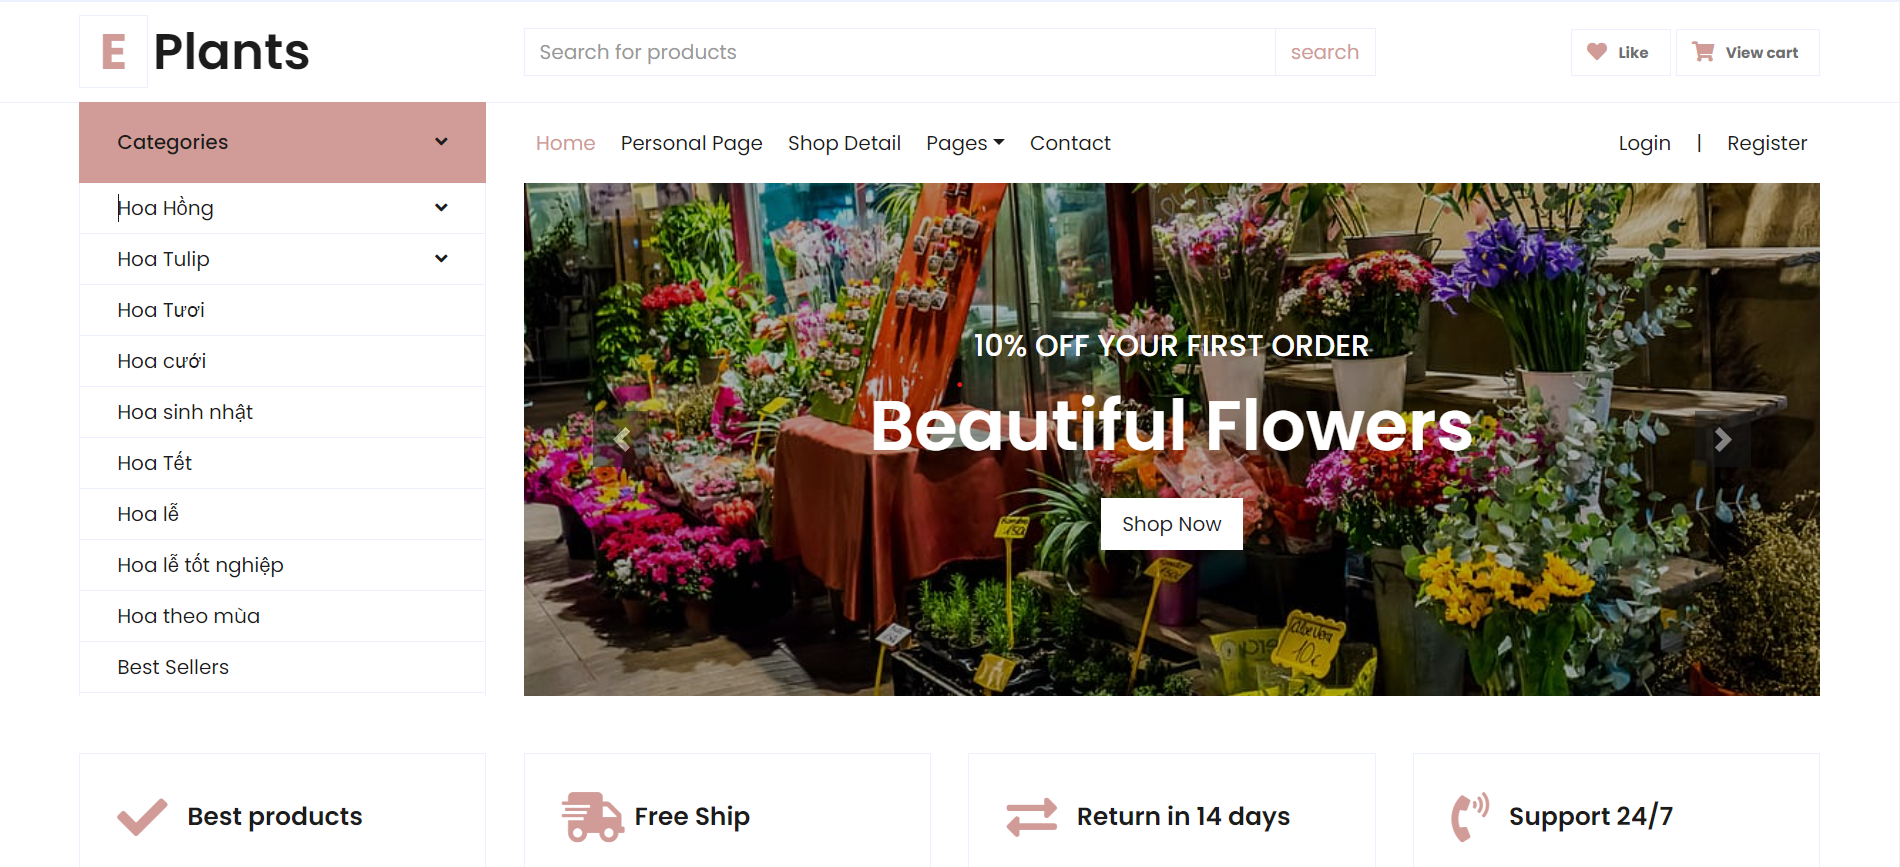 E Plants
Search for products
search
Like
View cart
Categories
Home
Personal Page
Shop Detail
Pages
Contact
Login
|
Register
Hoa Hồng
Hoa Tulip
Hoa Tươi
Hoa cưới
Hoa sinh nhật
Hoa Tết
Hoa lễ
Hoa lễ tốt nghiệp
Hoa theo mùa
Best Sellers
10% OFF YOUR FIRST ORDER
Beautiful Flowers
Shop Now
Aloe Vera
10€
Best products
Free Ship
Return in 14 days
Support 24/7